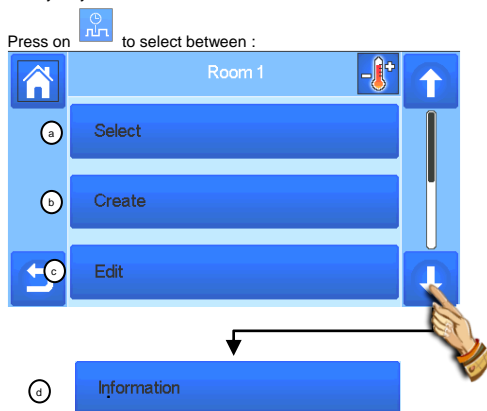 Press on to select between :
Room 1
- +
a Select
b Create
c Edit
d Information